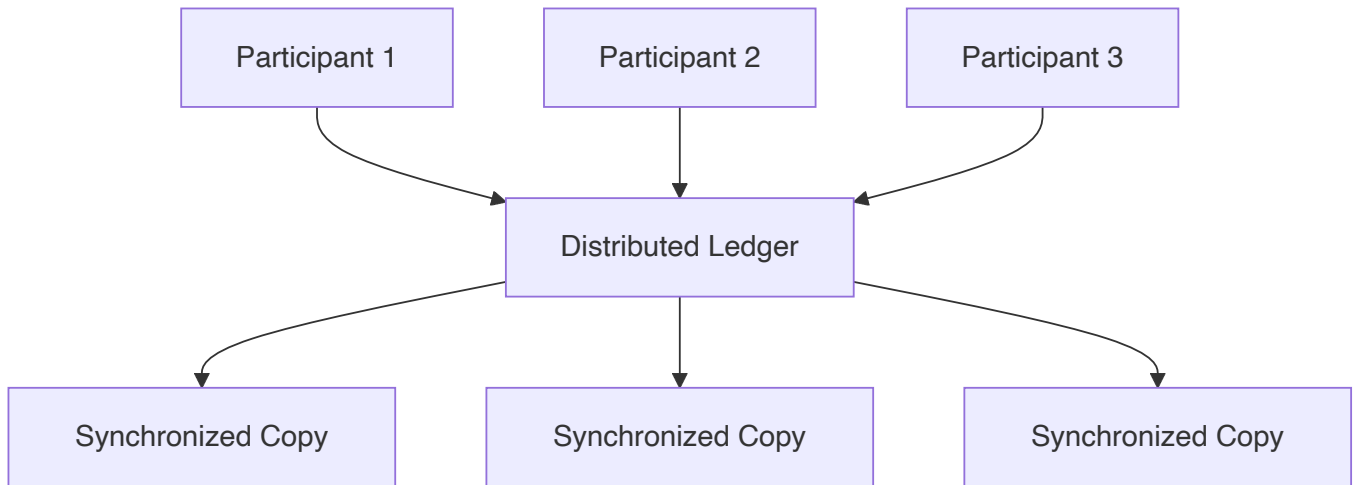 Participant 1
Participant 2
Participant 3
Distributed Ledger
Synchronized Copy
Synchronized Copy
Synchronized Copy